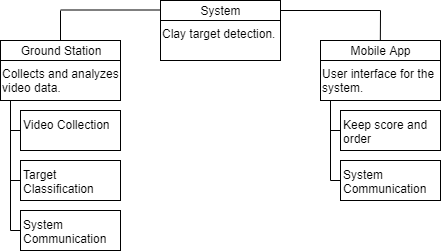 System
Clay target detection.
Ground Station
Collects and analyzes
video data.
Video Collection
Target
Classification
System
Communication
Mobile App
User interface for the
system.
Keep score and
order
System
Communication